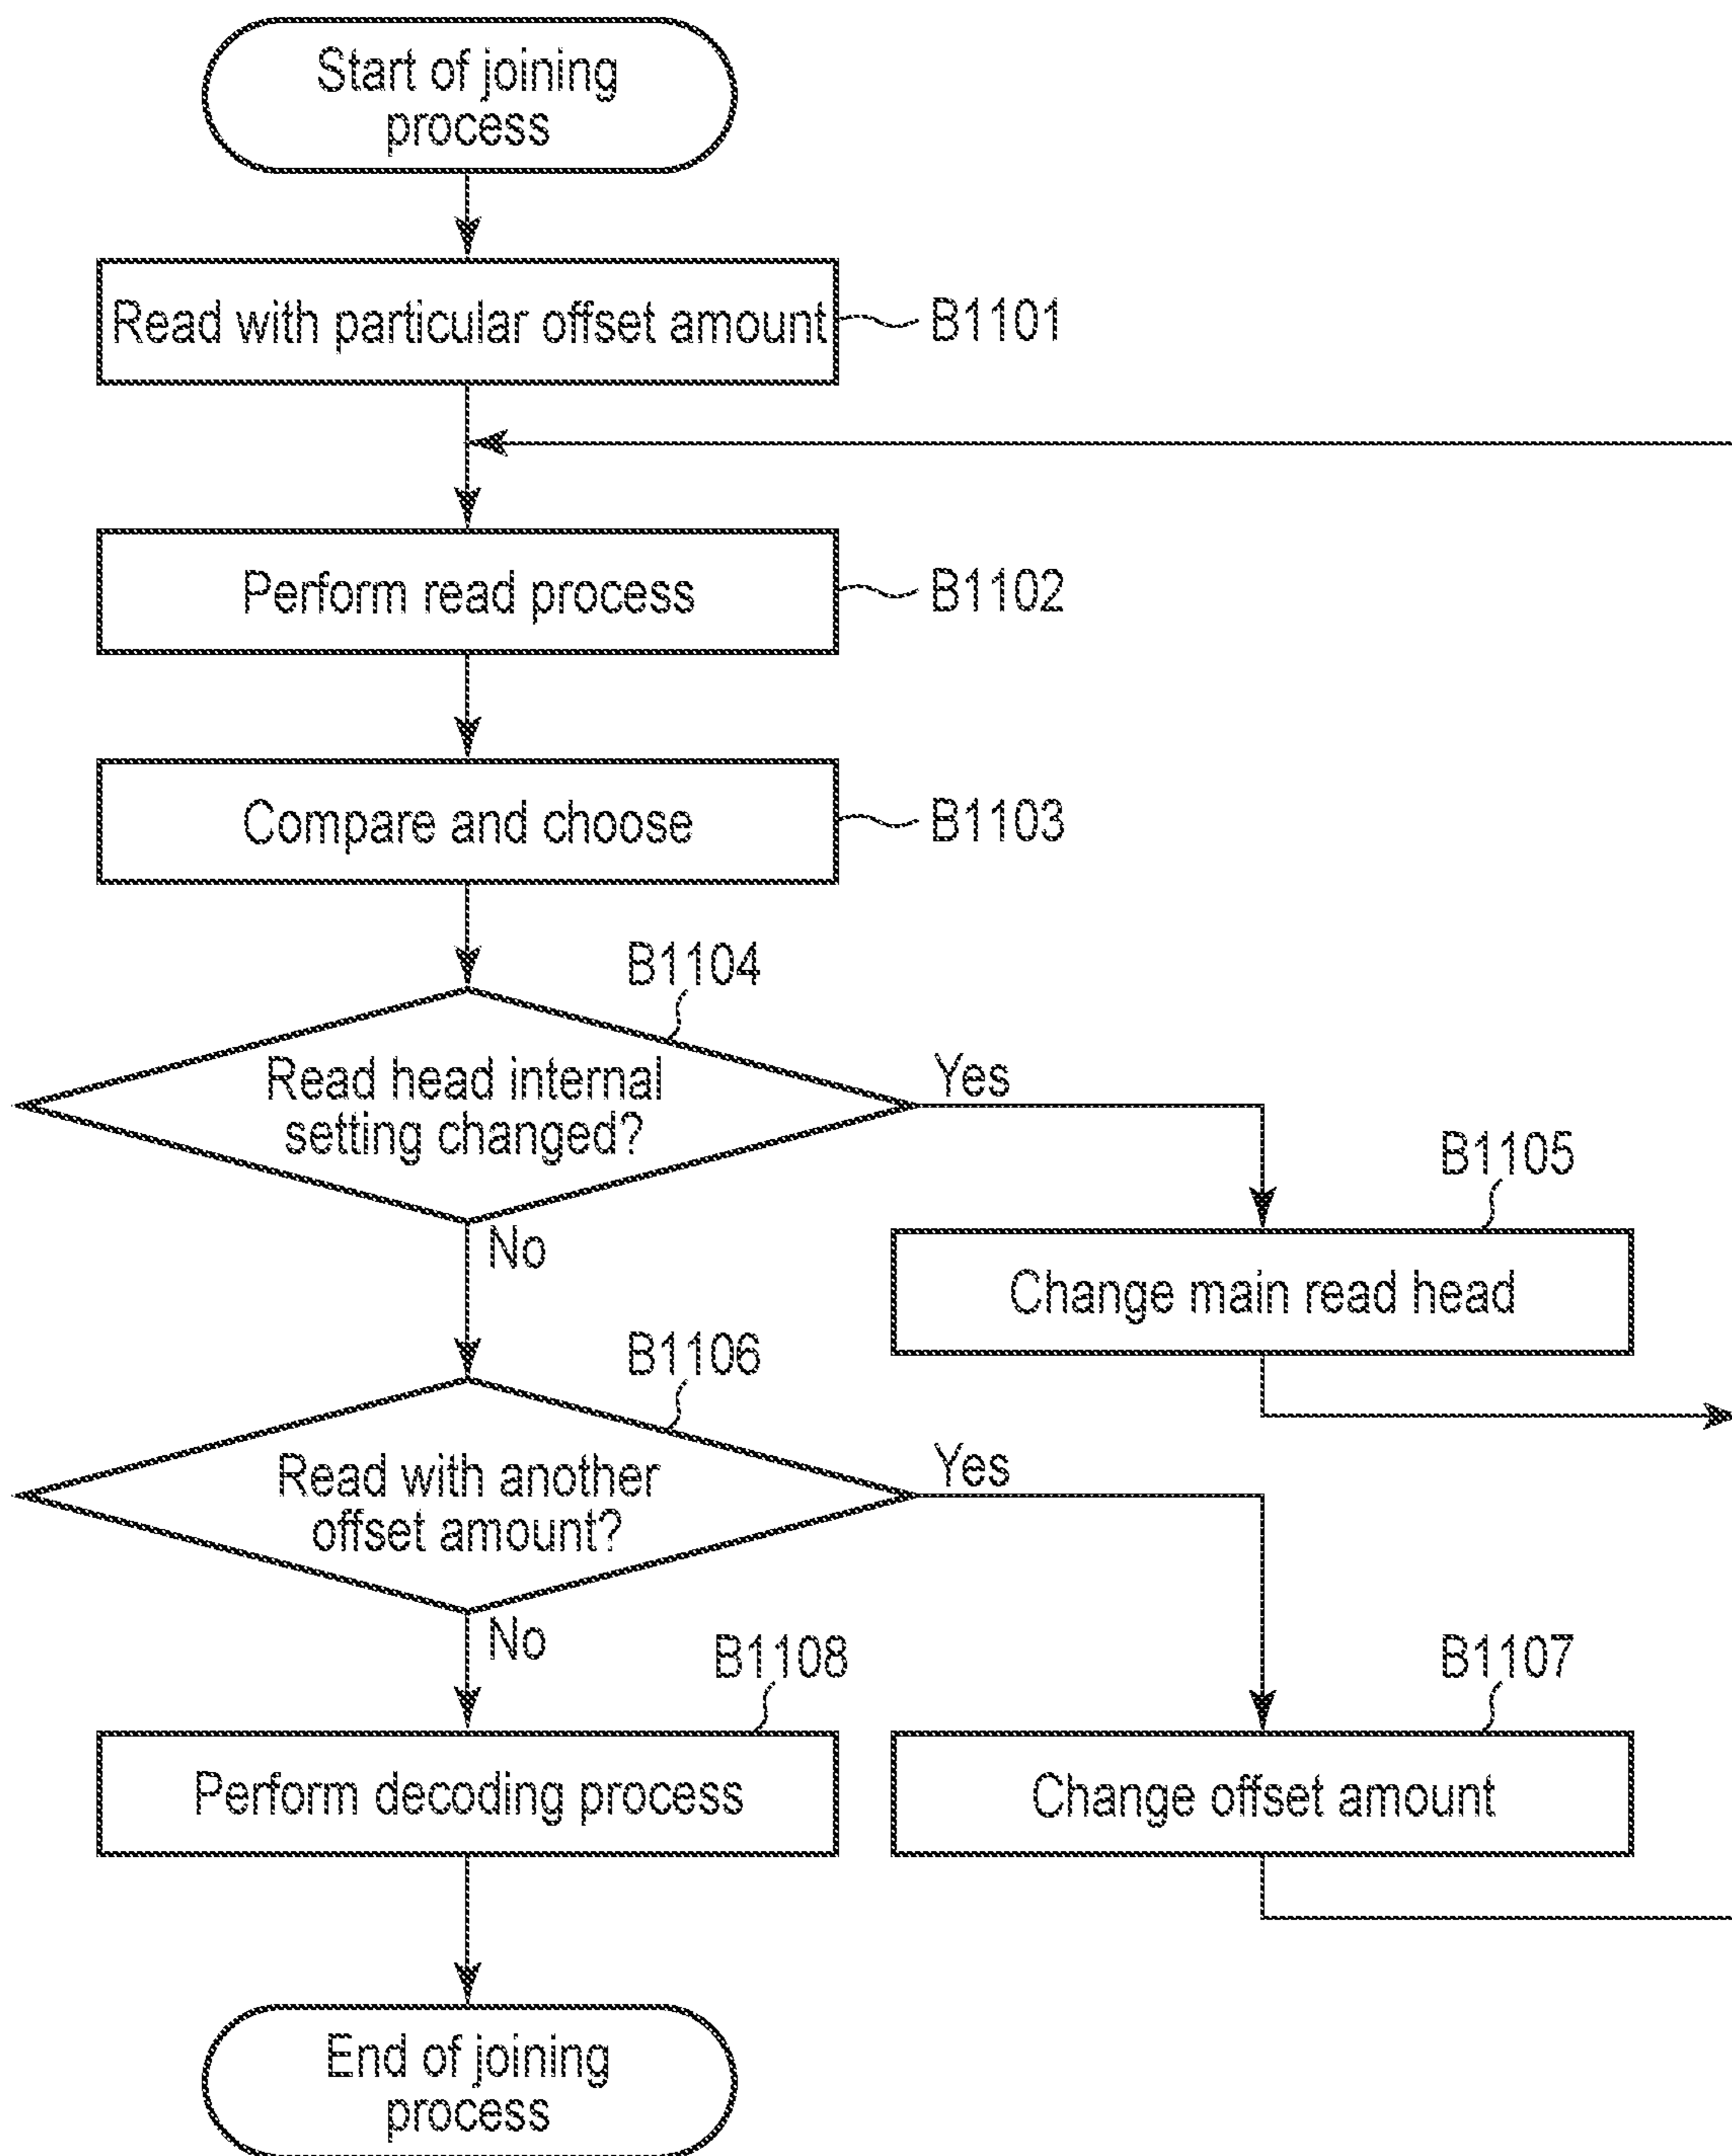 Start of joining
process
Read with particular offset amount
B1101
Perform read process
B1102
Compare and choose
B1103
B1104
Read head internal
setting changed?
Yes
No
B1105
Change main read head
B1106
Read with another
offset amount?
Yes
No
B1107
Change offset amount
B1108
Perform decoding process
End of joining
process